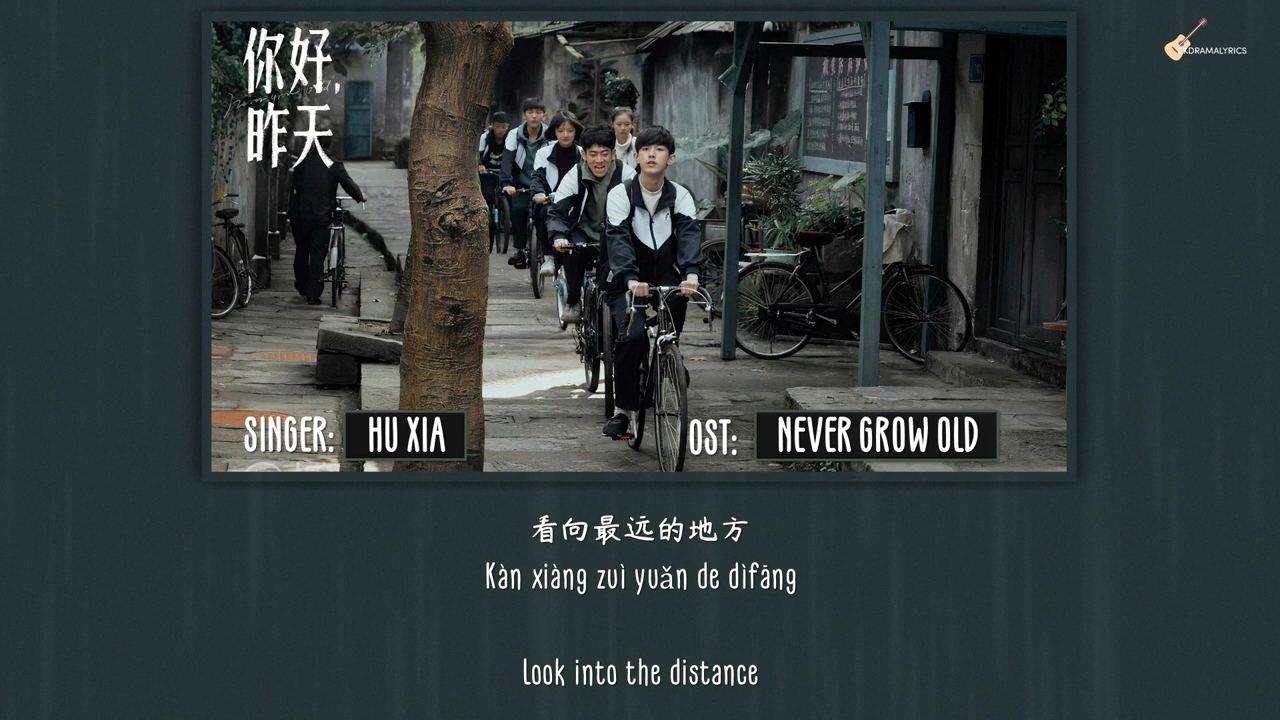 你好,
昨天
KDRAMALYRICS
SINGER: HU XIA
OST: NEVER GROW OLD
看向最远的地方
Kàn xiàng zuì yuǎn de dìfāng
Look into the distance